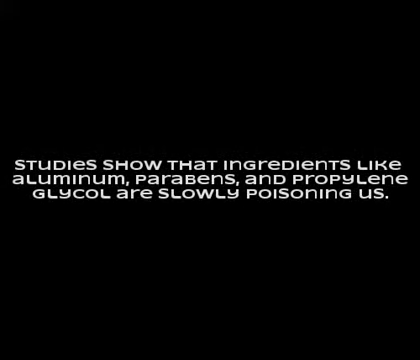 Studies show that ingredients like
aluminum, parabens, and propylene
glycol are slowly poisoning us.